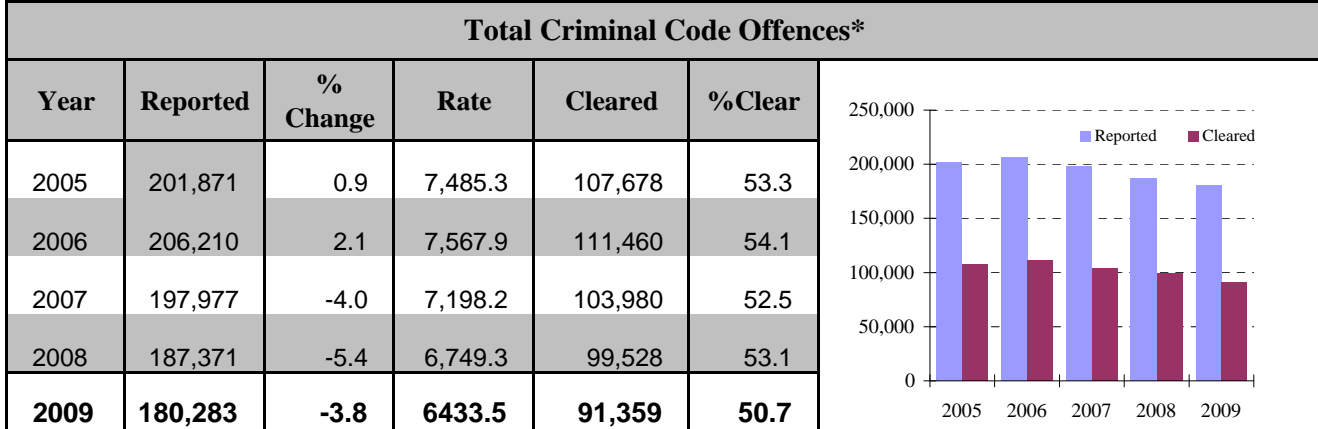 Total Criminal Code Offences*
Year Reported % Change Rate Cleared %Clear
2005 201,871 0.9 7,485.3 107,678 53.3
2006 206,210 2.1 7,567.9 111,460 54.1
2007 197,977 -4.0 7,198.2 103,980 52.5
2008 187,371 -5.4 6,749.3 99,528 53.1
2009 180,283 -3.8 6433.5 91,359 50.7
250,000
Reported Cleared
200,000
150,000
100,000
50,000
0
2005 2006 2007 2008 2009